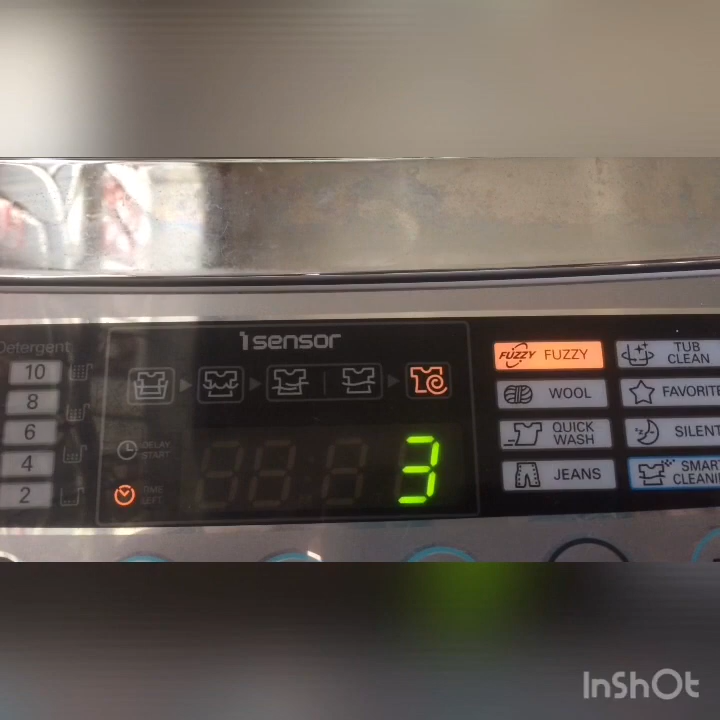 Detergent
10
8
6
4
2
isensor
DELAY
START
TIME
LEFT
3
FUZZY FUZZY
WOOL
QUICK
WASH
JEANS
TUB
CLEAN
FAVORITE
SILENT
SMART
CLEANIN
InShOt